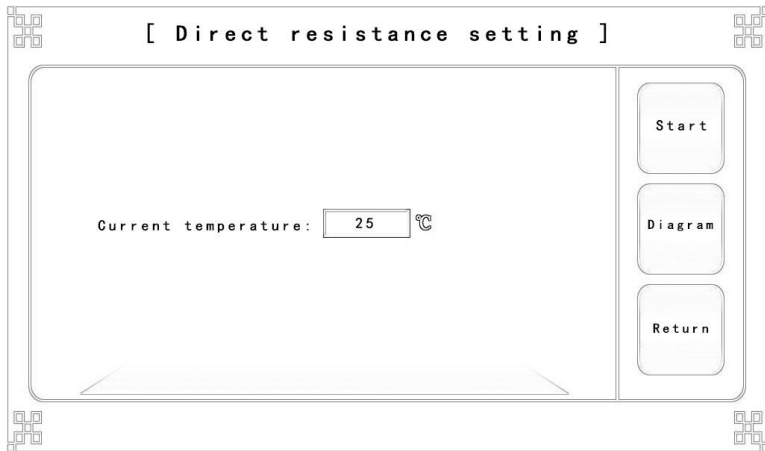 [ Direct resistance setting ]
Current temperature: 25 ℃
Start
Diagram
Return